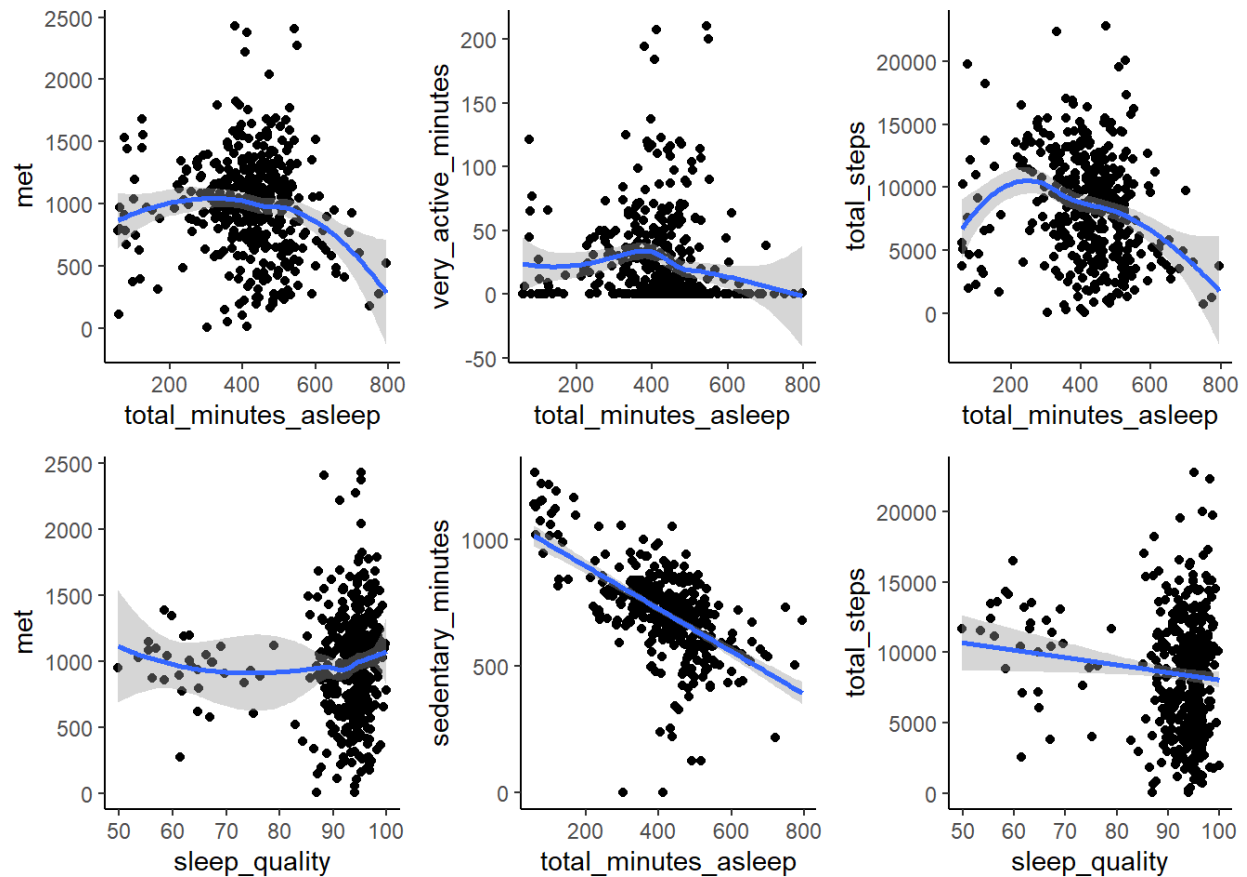 2500
2000
1500
1000
500
0
met
200 400 600 800
total_minutes_asleep
200
150
100
50
0
-50
very_active_minutes
200 400 600 800
total_minutes_asleep
20000
15000
10000
5000
0
total_steps
200 400 600 800
total_minutes_asleep
2500
2000
1500
1000
500
0
met
50 60 70 80 90 100
sleep_quality
1000
500
0
sedentary_minutes
200 400 600 800
total_minutes_asleep
20000
15000
10000
5000
0
total_steps
50 60 70 80 90 100
sleep_quality